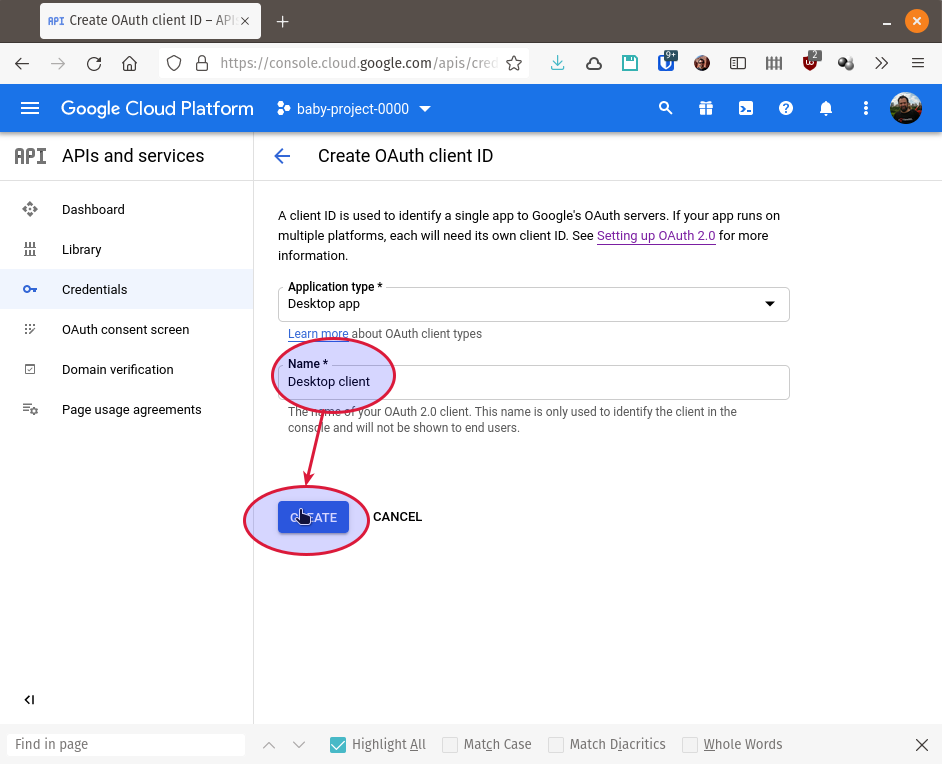 API Create OAuth client ID – API
https://console.cloud.google.com/apis/cred
9+
2
Google Cloud Platform
baby-project-0000
API APIs and services
Create OAuth client ID
Dashboard
Library
Credentials
OAuth consent screen
Domain verification
Page usage agreements
A client ID is used to identify a single app to Google's OAuth servers. If your app runs on
multiple platforms, each will need its own client ID. See Setting up OAuth 2.0 for more
information.
Application type *
Desktop app
Learn more about OAuth client types
Name *
Desktop client
The name of your OAuth 2.0 client. This name is only used to identify the client in the
console and will not be shown to end users.
CREATE
CANCEL
Find in page
Highlight All
Match Case
Match Diacritics
Whole Words